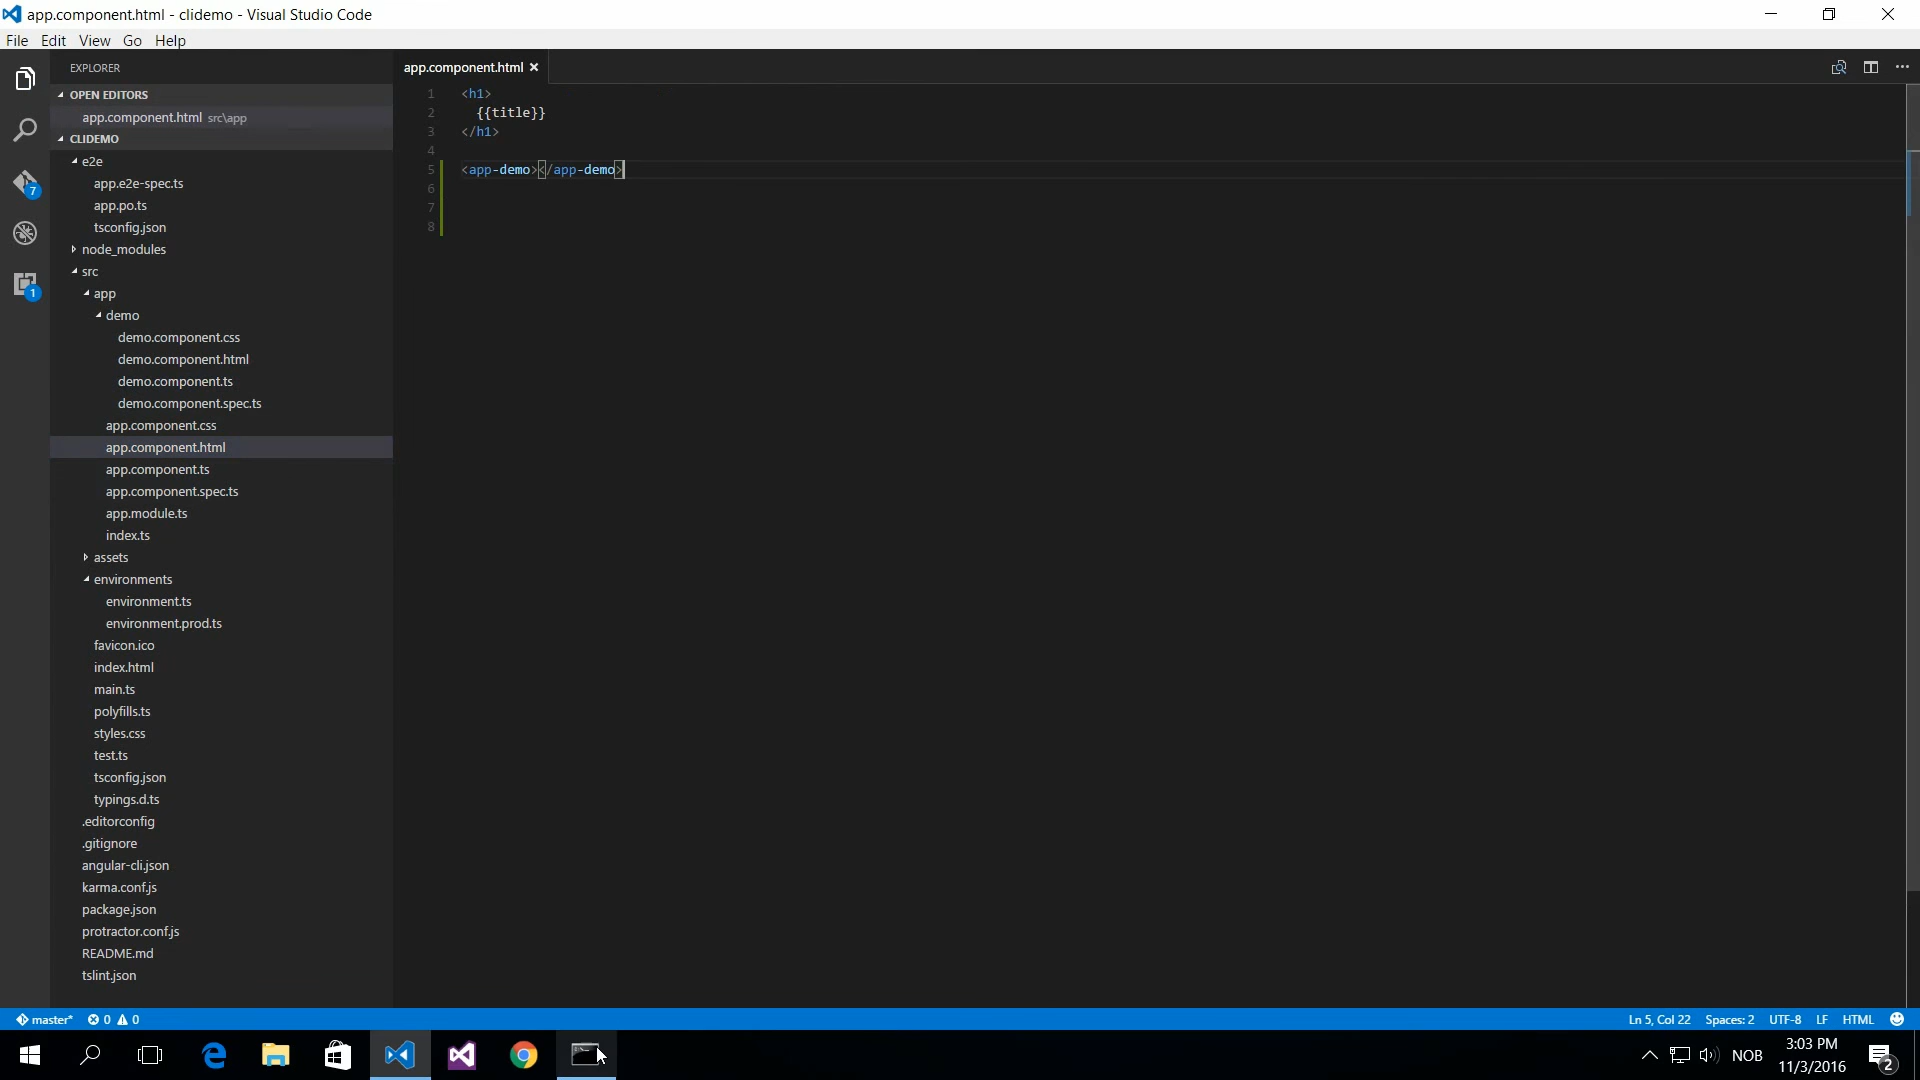 app.component.html - clidemo - Visual Studio Code
File Edit View Go Help
EXPLORER
OPEN EDITORS
app.component.html src\app
CLIDEMO
e2e
app.e2e-spec.ts
app.po.ts
tsconfig.json
node_modules
src
app
demo
demo.component.css
demo.component.html
demo.component.ts
demo.component.spec.ts
app.component.css
app.component.html
app.component.ts
app.component.spec.ts
app.module.ts
index.ts
assets
environments
environment.ts
environment.prod.ts
favicon.ico
index.html
main.ts
polyfills.ts
styles.css
test.ts
tsconfig.json
typings.d.ts
.editorconfig
.gitignore
angular-cli.json
karma.conf.js
package.json
protractor.conf.js
README.md
tslint.json
7
1
app.component.html
1 <h1>
2 {{title}}
3 </h1>
4
5 <app-demo></app-demo>
6
7
8
master* 0 0
Ln 5, Col 22 Spaces: 2 UTF-8 LF HTML
NOB
3:03 PM
11/3/2016
2